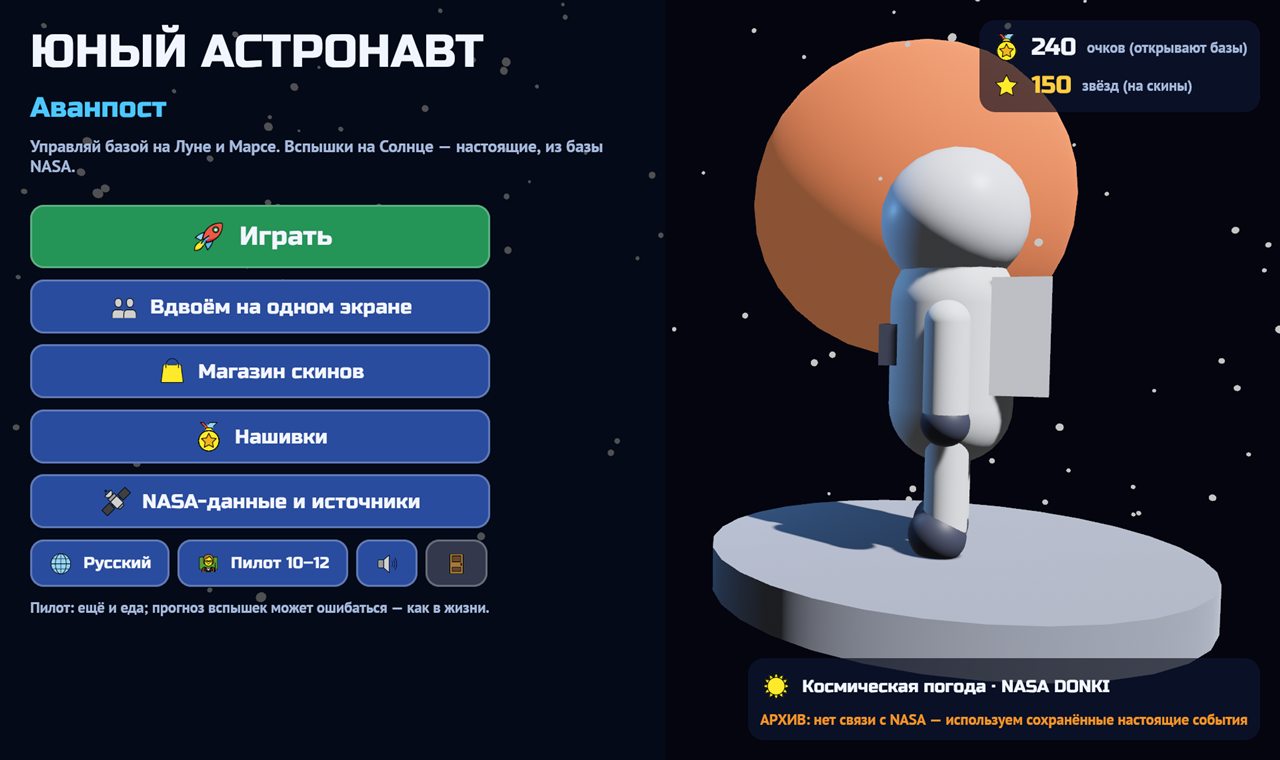 ЮНЫЙ АСТРОНАВТ
Аванпост
Управляй базой на Луне и Марсе. Вспышки на Солнце — настоящие, из базы
NASA.
Играть
Вдвоём на одном экране
Магазин скинов
Нашивки
NASA-данные и источники
Русский
Пилот 10–12
Пилот: ещё и еда; прогноз вспышек может ошибаться — как в жизни.
240 очков (открывают базы)
150 звёзд (на скины)
Космическая погода · NASA DONKI
АРХИВ: нет связи с NASA — используем сохранённые настоящие события